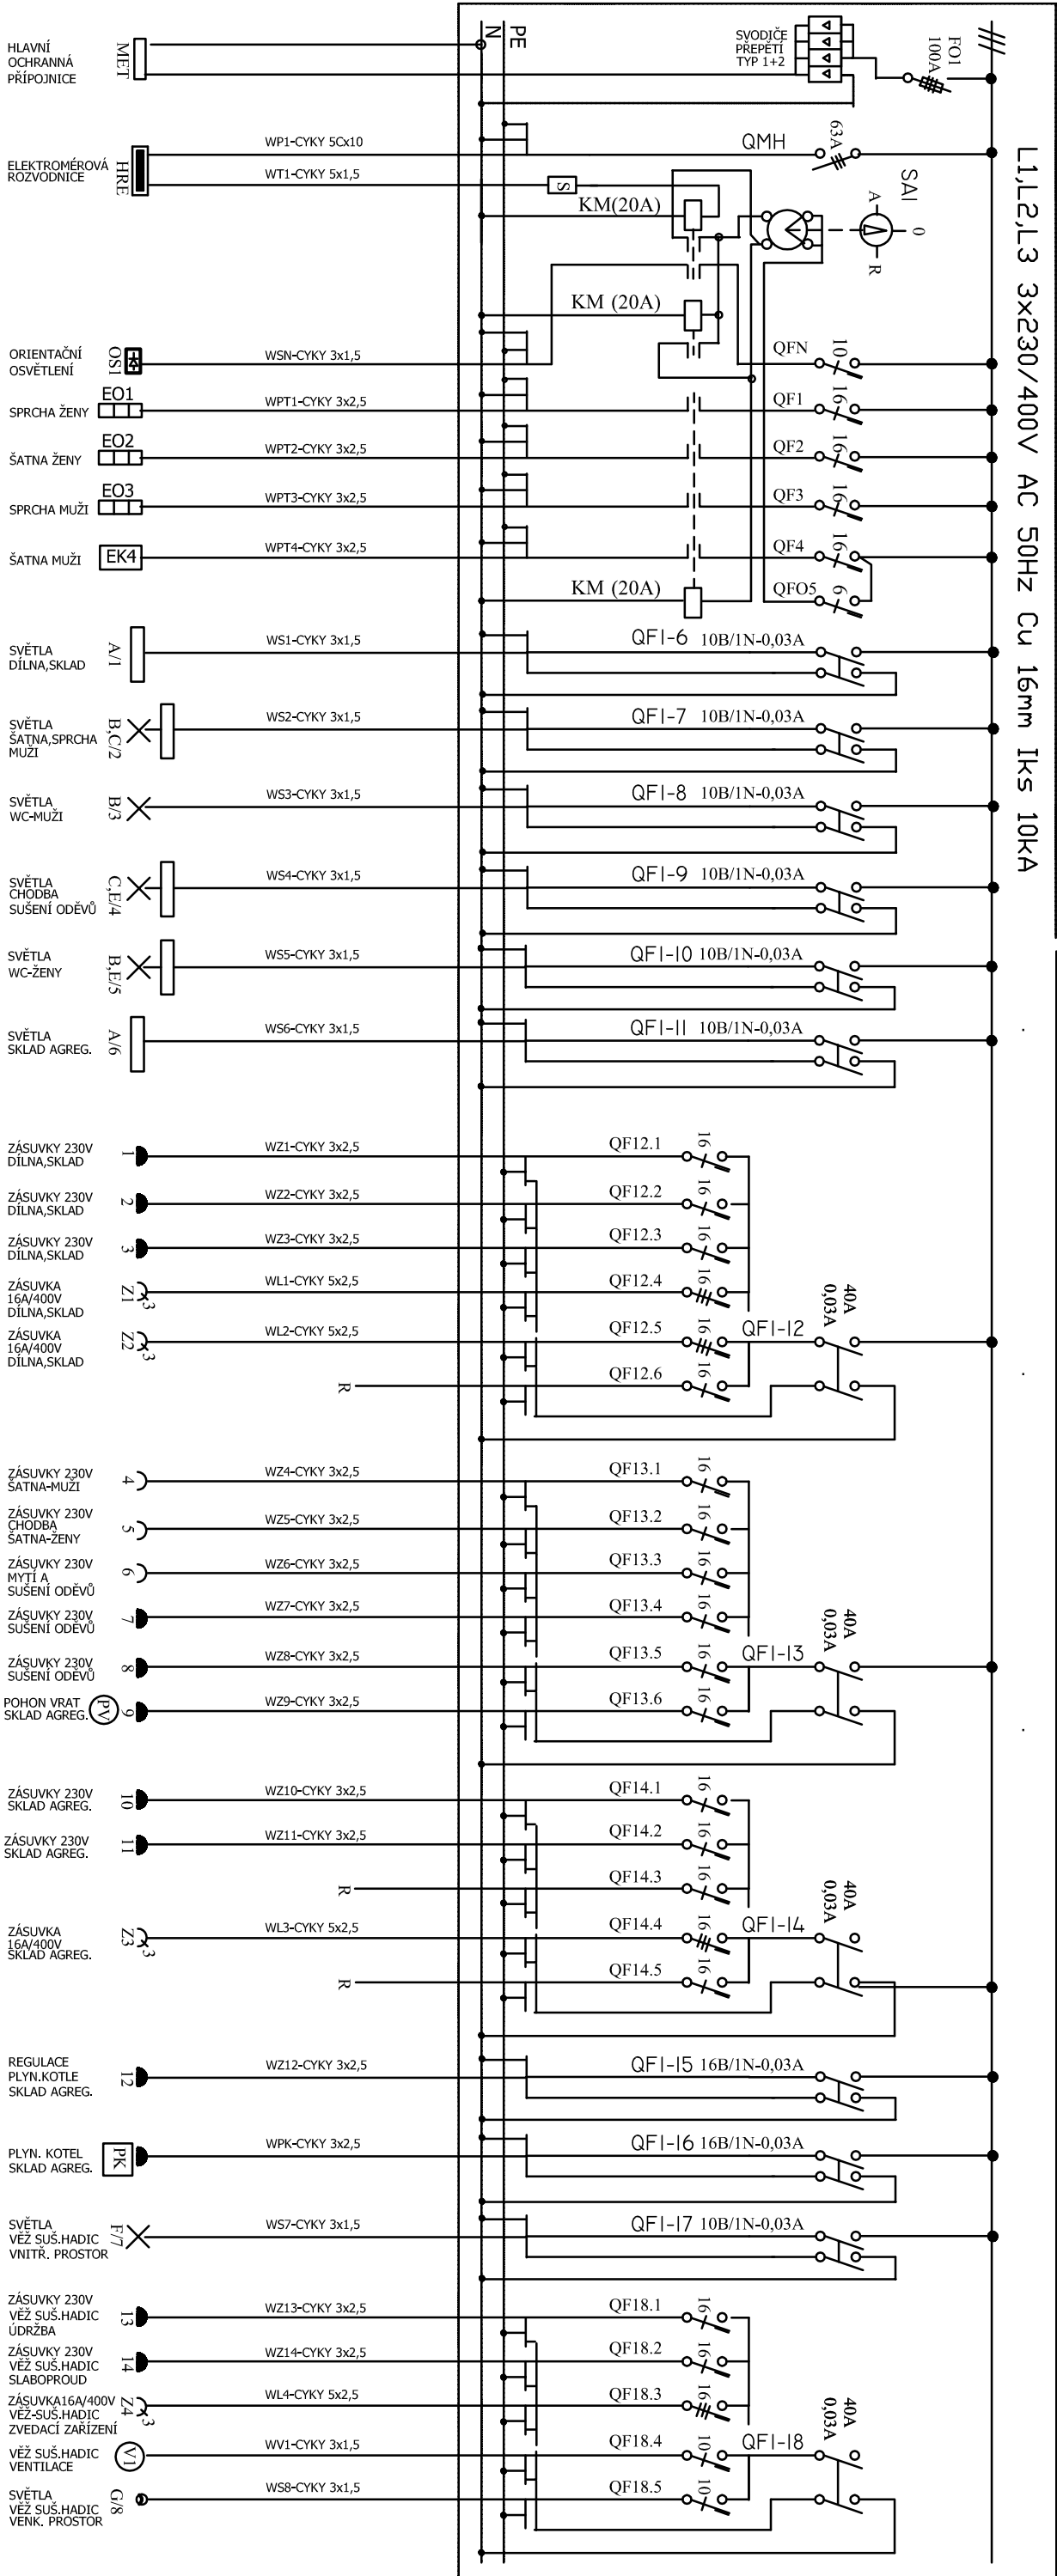 L1,L2,L3 3x230/400V AC 50Hz Cu 16mm Iks 10kA
PE
N
SVODIČE
PŘEPĚTÍ
TYP 1+2
FO1
100A
HLAVNÍ
OCHRANNÁ
PŘÍPOJNICE
MET
ELEKTROMÉROVÁ
ROZVODNICE
HRE
WP1-CYKY 5Cx10
QMH
63A
WT1-CYKY 5x1,5
S
KM(20A)
SA1
A
0
R
KM (20A)
ORIENTAČNÍ
OSVĚTLENÍ
OS1
WSN-CYKY 3x1,5
QFN
10
SPRCHA ŽENY
EO1
WPT1-CYKY 3x2,5
QF1
16
ŠATNA ŽENY
EO2
WPT2-CYKY 3x2,5
QF2
16
SPRCHA MUŽI
EO3
WPT3-CYKY 3x2,5
QF3
16
ŠATNA MUŽI
EK4
WPT4-CYKY 3x2,5
QF4
16
KM (20A)
QFO5
6
SVĚTLA
DÍLNA,SKLAD
A/1
WS1-CYKY 3x1,5
QFI-6 10B/1N-0,03A
SVĚTLA
ŠATNA,SPRCHA
MUŽI
B,C/2
WS2-CYKY 3x1,5
QFI-7 10B/1N-0,03A
SVĚTLA
WC-MUŽI
B/3
WS3-CYKY 3x1,5
QFI-8 10B/1N-0,03A
SVĚTLA
CHODBA
SUŠENÍ ODĚVŮ
C,E/4
WS4-CYKY 3x1,5
QFI-9 10B/1N-0,03A
SVĚTLA
WC-ŽENY
B,E/5
WS5-CYKY 3x1,5
QFI-10 10B/1N-0,03A
SVĚTLA
SKLAD AGREG.
A/6
WS6-CYKY 3x1,5
QFI-11 10B/1N-0,03A
ZÁSUVKY 230V
DÍLNA,SKLAD
1
WZ1-CYKY 3x2,5
QF12.1
16
ZÁSUVKY 230V
DÍLNA,SKLAD
2
WZ2-CYKY 3x2,5
QF12.2
16
ZÁSUVKY 230V
DÍLNA,SKLAD
3
WZ3-CYKY 3x2,5
QF12.3
16
ZÁSUVKA
16A/400V
DÍLNA,SKLAD
Z1
3
WL1-CYKY 5x2,5
QF12.4
16
ZÁSUVKA
16A/400V
DÍLNA,SKLAD
Z2
3
WL2-CYKY 5x2,5
QF12.5
16
QFI-12
40A
0,03A
R
QF12.6
16
ZÁSUVKY 230V
ŠATNA-MUŽI
4
WZ4-CYKY 3x2,5
QF13.1
16
ZÁSUVKY 230V
CHODBA
ŠATNA-ŽENY
5
WZ5-CYKY 3x2,5
QF13.2
16
ZÁSUVKY 230V
MYTÍ A
SUŠENÍ ODĚVŮ
6
WZ6-CYKY 3x2,5
QF13.3
16
ZÁSUVKY 230V
SUŠENÍ ODĚVŮ
7
WZ7-CYKY 3x2,5
QF13.4
16
ZÁSUVKY 230V
SUŠENÍ ODĚVŮ
8
WZ8-CYKY 3x2,5
QF13.5
16
QFI-13
40A
0,03A
POHON VRAT
SKLAD AGREG.
PV
9
WZ9-CYKY 3x2,5
QF13.6
16
ZÁSUVKY 230V
SKLAD AGREG.
10
WZ10-CYKY 3x2,5
QF14.1
16
ZÁSUVKY 230V
SKLAD AGREG.
11
WZ11-CYKY 3x2,5
QF14.2
16
R
QF14.3
16
ZÁSUVKA
16A/400V
SKLAD AGREG.
Z3
3
WL3-CYKY 5x2,5
QF14.4
16
QFI-14
40A
0,03A
R
QF14.5
16
REGULACE
PLYN.KOTLE
SKLAD AGREG.
12
WZ12-CYKY 3x2,5
QFI-15 16B/1N-0,03A
PLYN. KOTEL
SKLAD AGREG.
PK
WPK-CYKY 3x2,5
QFI-16 16B/1N-0,03A
SVĚTLA
VĚŽ SUŠ.HADIC
VNITŘ. PROSTOR
F/7
WS7-CYKY 3x1,5
QFI-17 10B/1N-0,03A
ZÁSUVKY 230V
VĚŽ SUŠ.HADIC
ÚDRŽBA
13
WZ13-CYKY 3x2,5
QF18.1
16
ZÁSUVKY 230V
VĚŽ SUŠ.HADIC
SLABOPROUD
14
WZ14-CYKY 3x2,5
QF18.2
16
ZÁSUVKA16A/400V
VĚŽ-SUŠ.HADIC
ZVEDACÍ ZAŘÍZENÍ
Z4
3
WL4-CYKY 5x2,5
QF18.3
16
VĚŽ SUŠ.HADIC
VENTILACE
V1
WV1-CYKY 3x1,5
QF18.4
10
QFI-18
40A
0,03A
SVĚTLA
VĚŽ SUŠ.HADIC
VENK. PROSTOR
G/8
WS8-CYKY 3x1,5
QF18.5
10